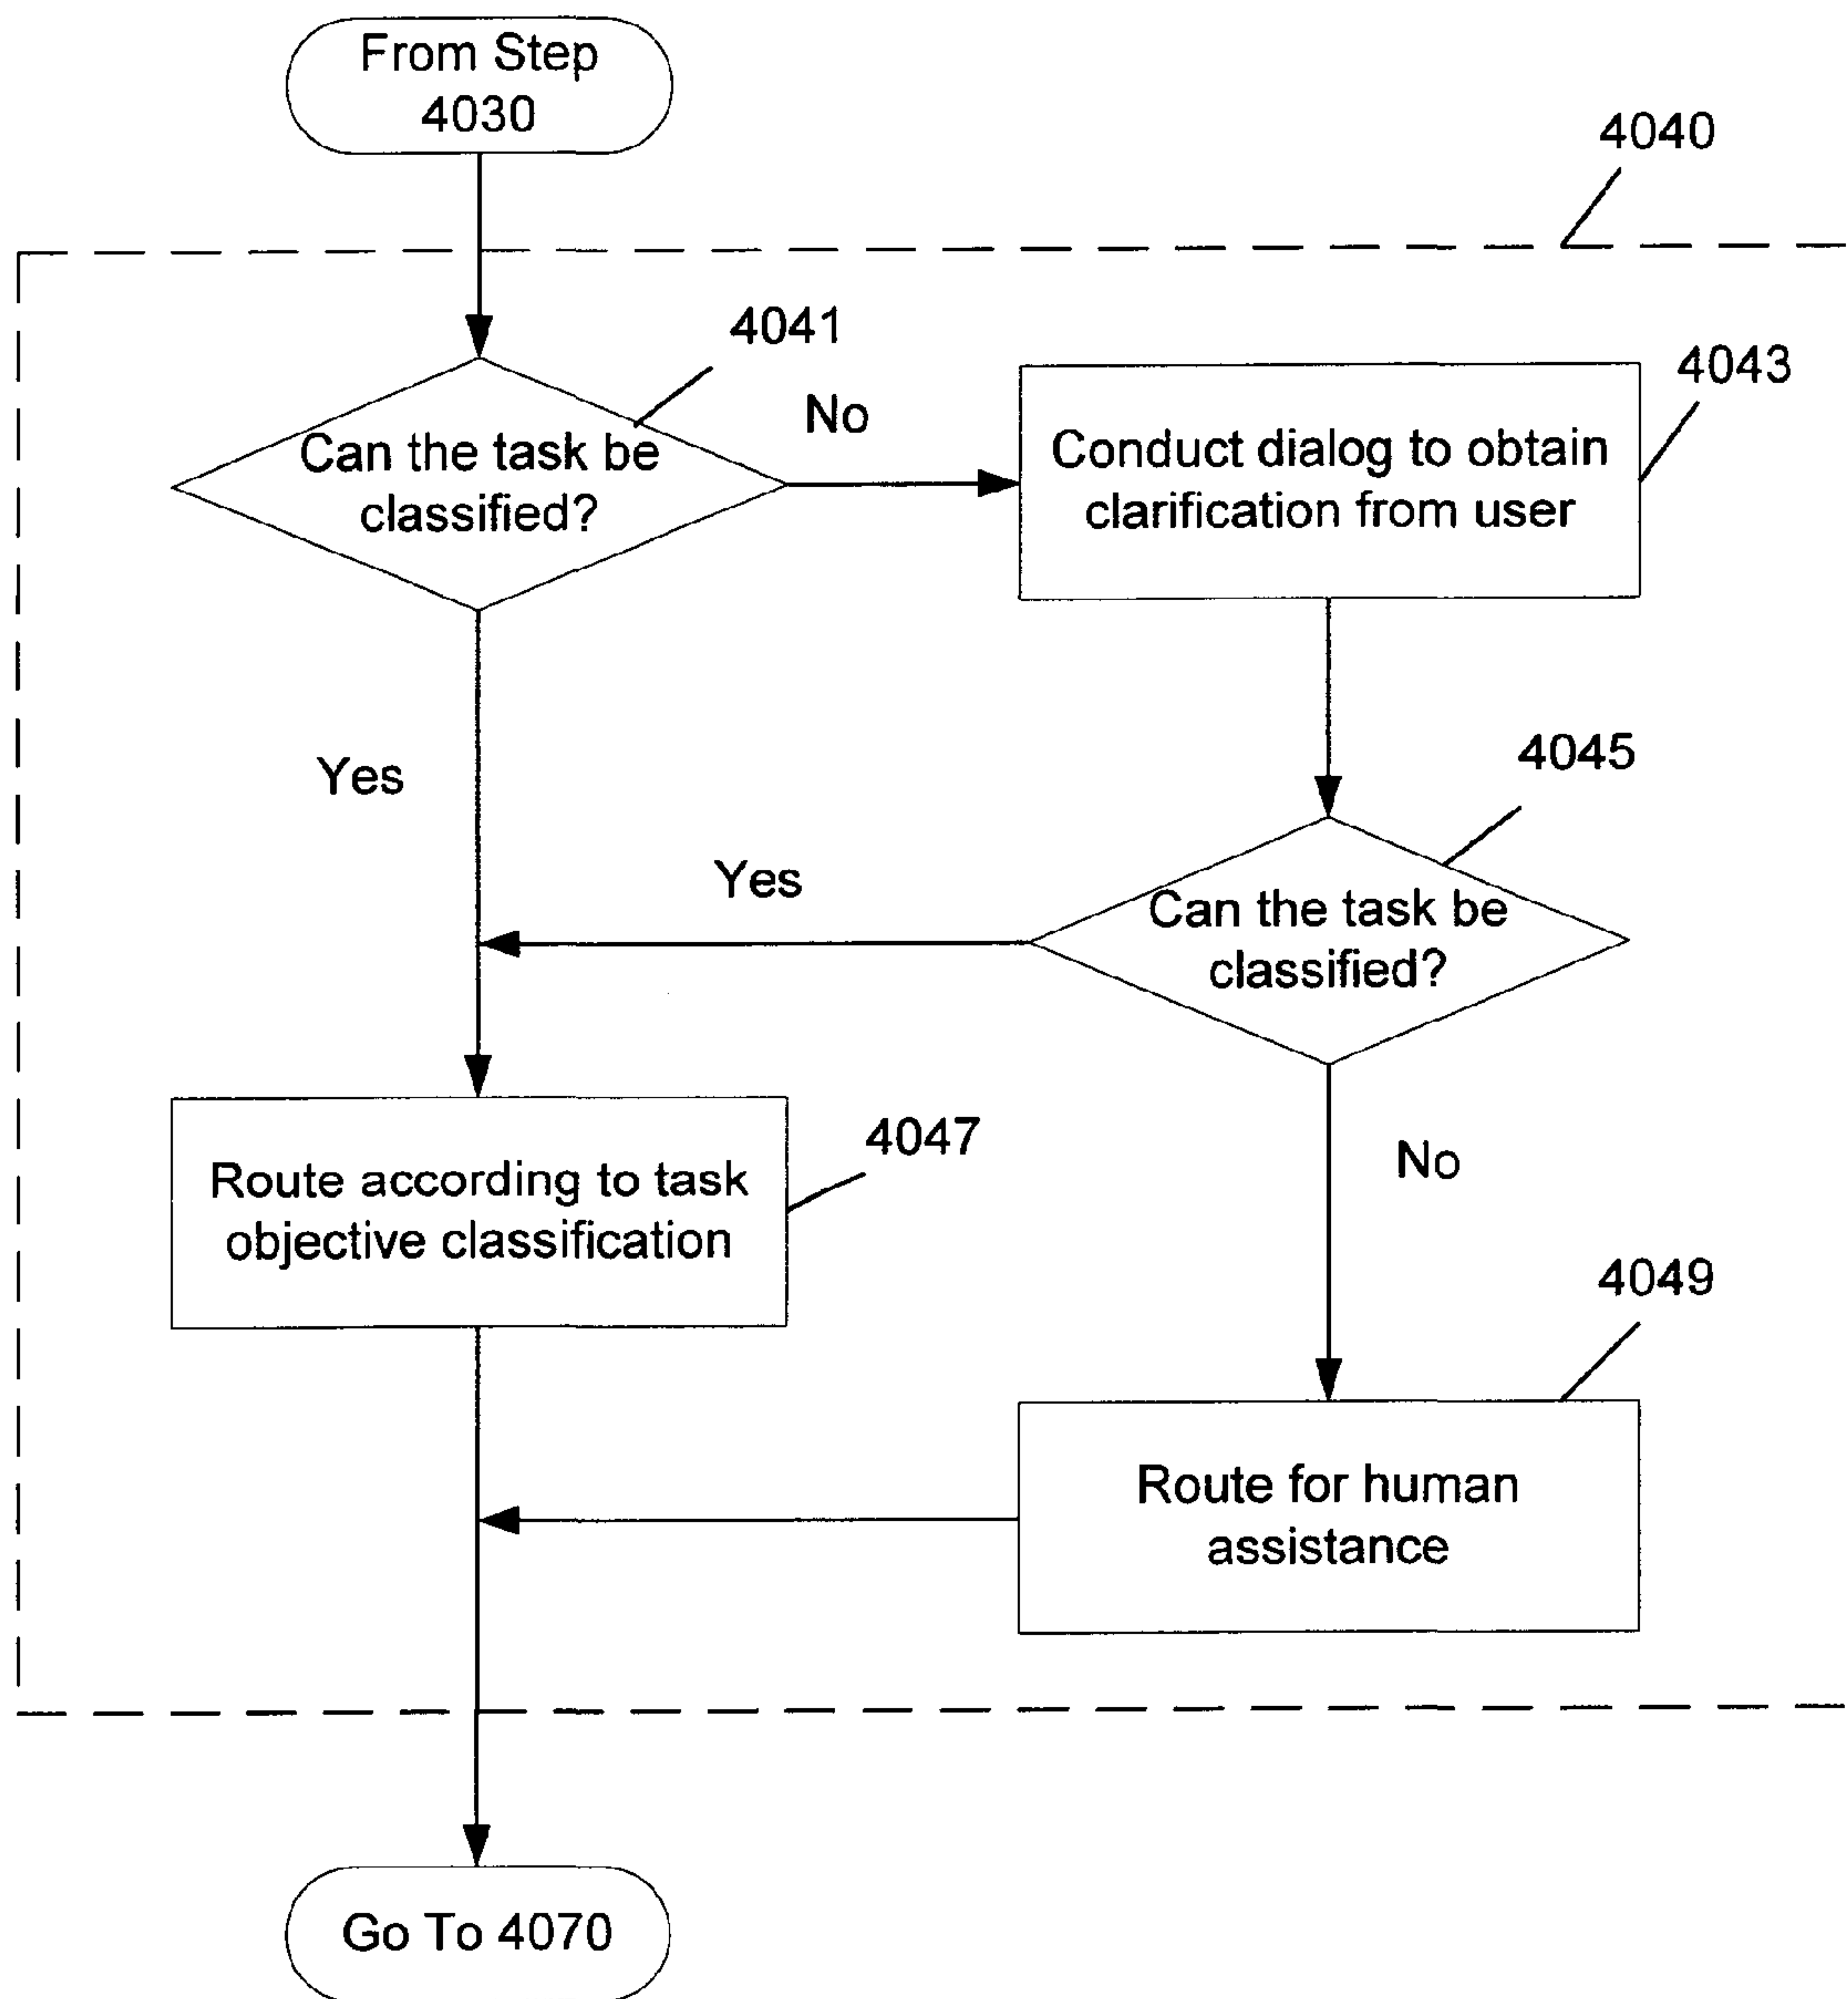 From Step
4030
4040
4041
No
Can the task be
classified?
4043
Conduct dialog to obtain
clarification from user
Yes
4045
Yes
Can the task be
classified?
4047
Route according to task
objective classification
No
4049
Route for human
assistance
Go To 4070